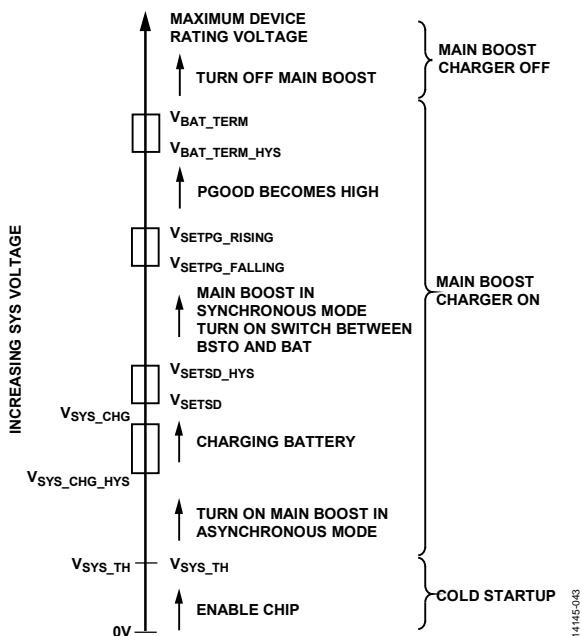 MAXIMUM DEVICE
RATING VOLTAGE
TURN OFF MAIN BOOST
MAIN BOOST
CHARGER OFF
VBAT_TERM
VBAT_TERM_HYS
PGOOD BECOMES HIGH
VSETPG_RISING
VSETPG_FALLING
MAIN BOOST IN
SYNCHRONOUS MODE
TURN ON SWITCH BETWEEN
BSTO AND BAT
MAIN BOOST
CHARGER ON
INCREASING SYS VOLTAGE
VSETSD_HYS
VSETSD
VSYS_CHG
CHARGING BATTERY
VSYS_CHG_HYS
TURN ON MAIN BOOST IN
ASYNCHRONOUS MODE
VSYS_TH
VSYS_TH
ENABLE CHIP
COLD STARTUP
0V
14145-043